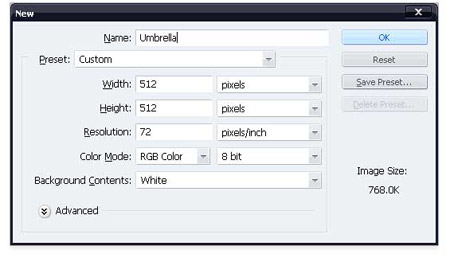 New
Name: Umbrella
OK
Preset: Custom
Reset
Width: 512 pixels
Save Preset...
Height: 512 pixels
Delete Preset...
Resolution: 72 pixels/inch
Color Mode: RGB Color 8 bit
Background Contents: White
Image Size:
768.0K
Advanced